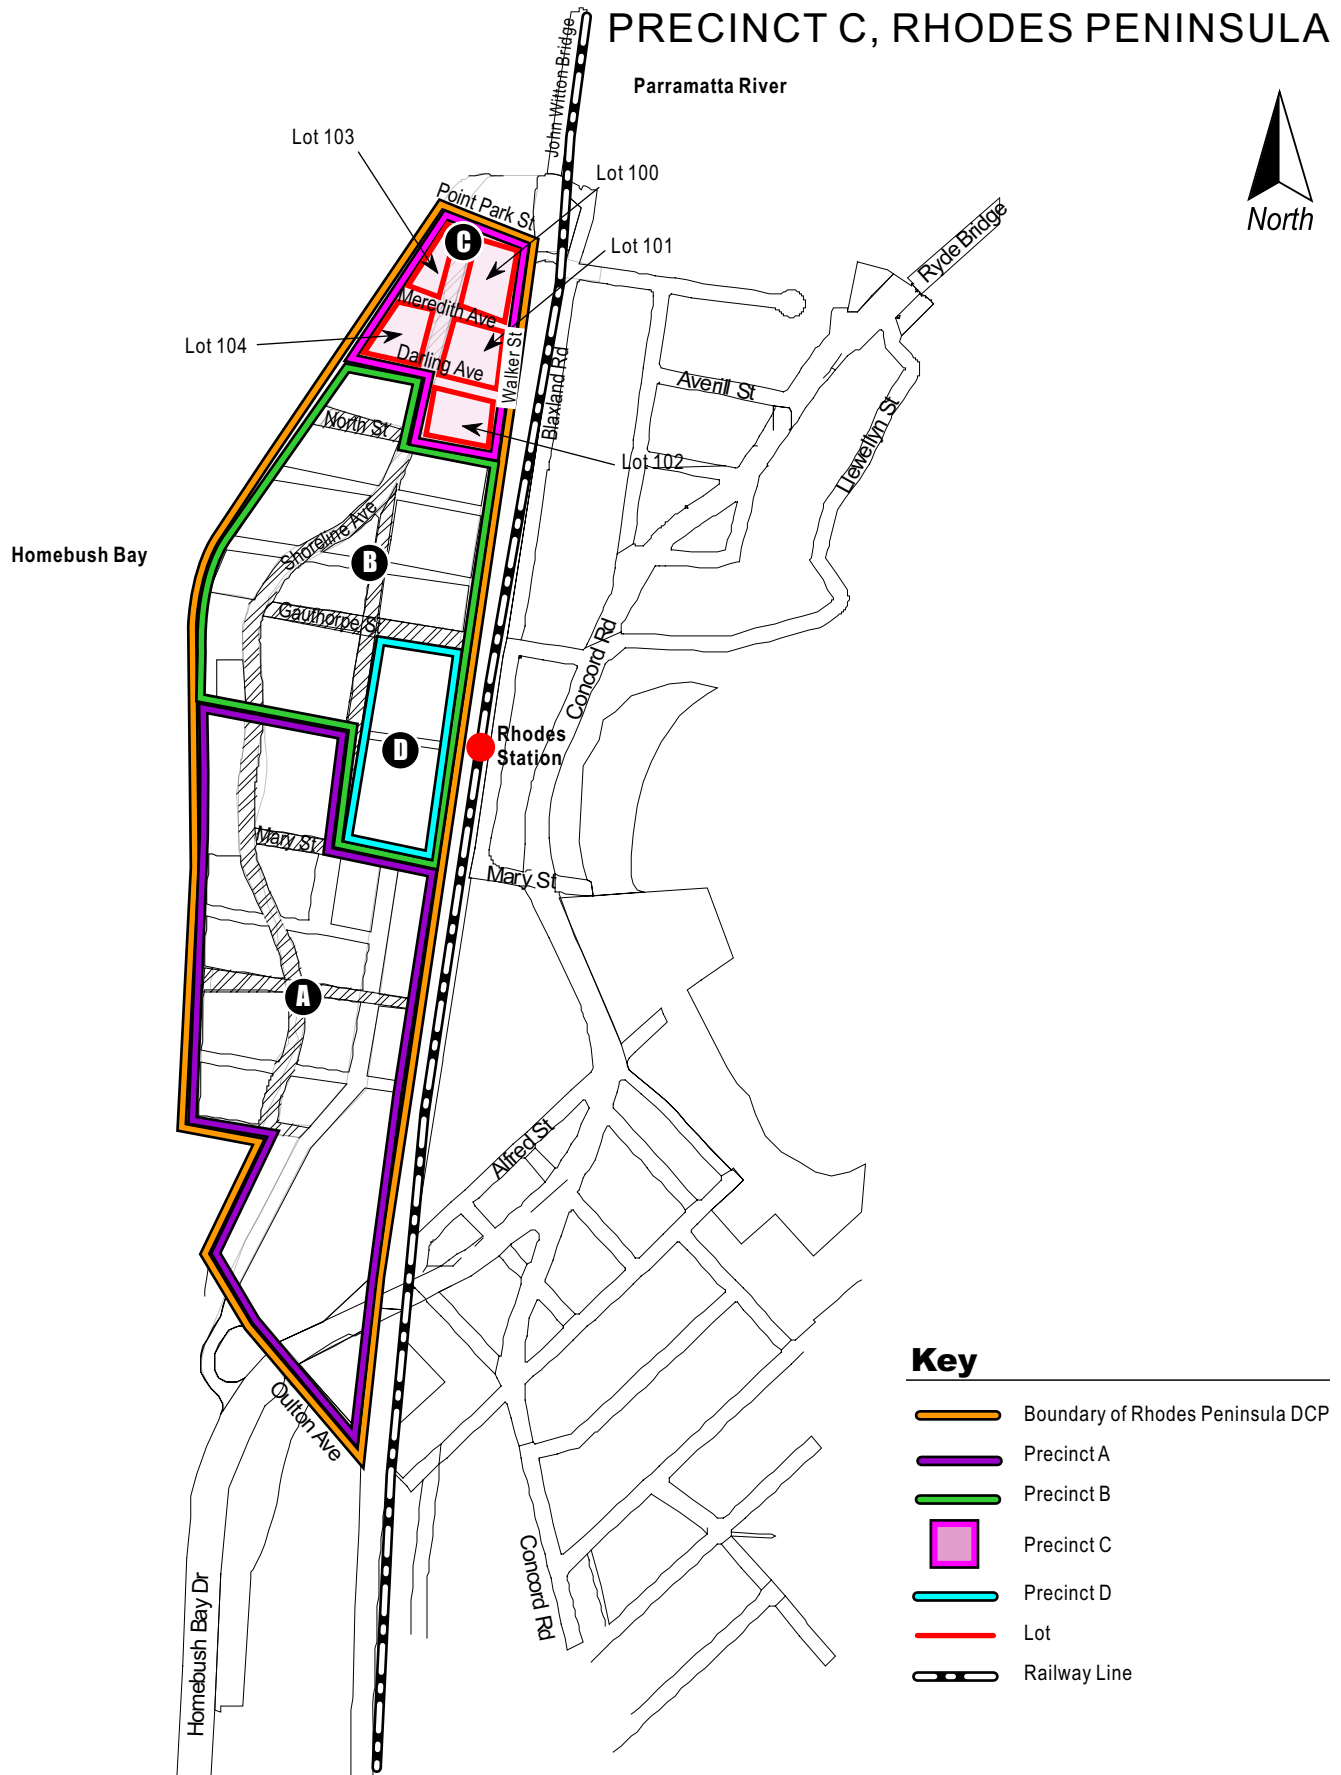 PRECINCT C, RHODES PENINSULA
John Witton Bridge
Parramatta River
Lot 103
Lot 100
Point Park St
C
Lot 101
Ryde Bridge
North
Meredith Ave
Lot 104
Darling Ave
Walker St
Blaxland Rd
Averill St
Llewellyn St
North St
Lot 102
Shoreline Ave
Homebush Bay
B
Gauthorpe St
Concord Rd
D
Rhodes
Station
Mary St
Mary St
A
Alfred St
Oulton Ave
Concord Rd
Homebush Bay Dr
Key
Boundary of Rhodes Peninsula DCP
Precinct A
Precinct B
Precinct C
Precinct D
Lot
Railway Line